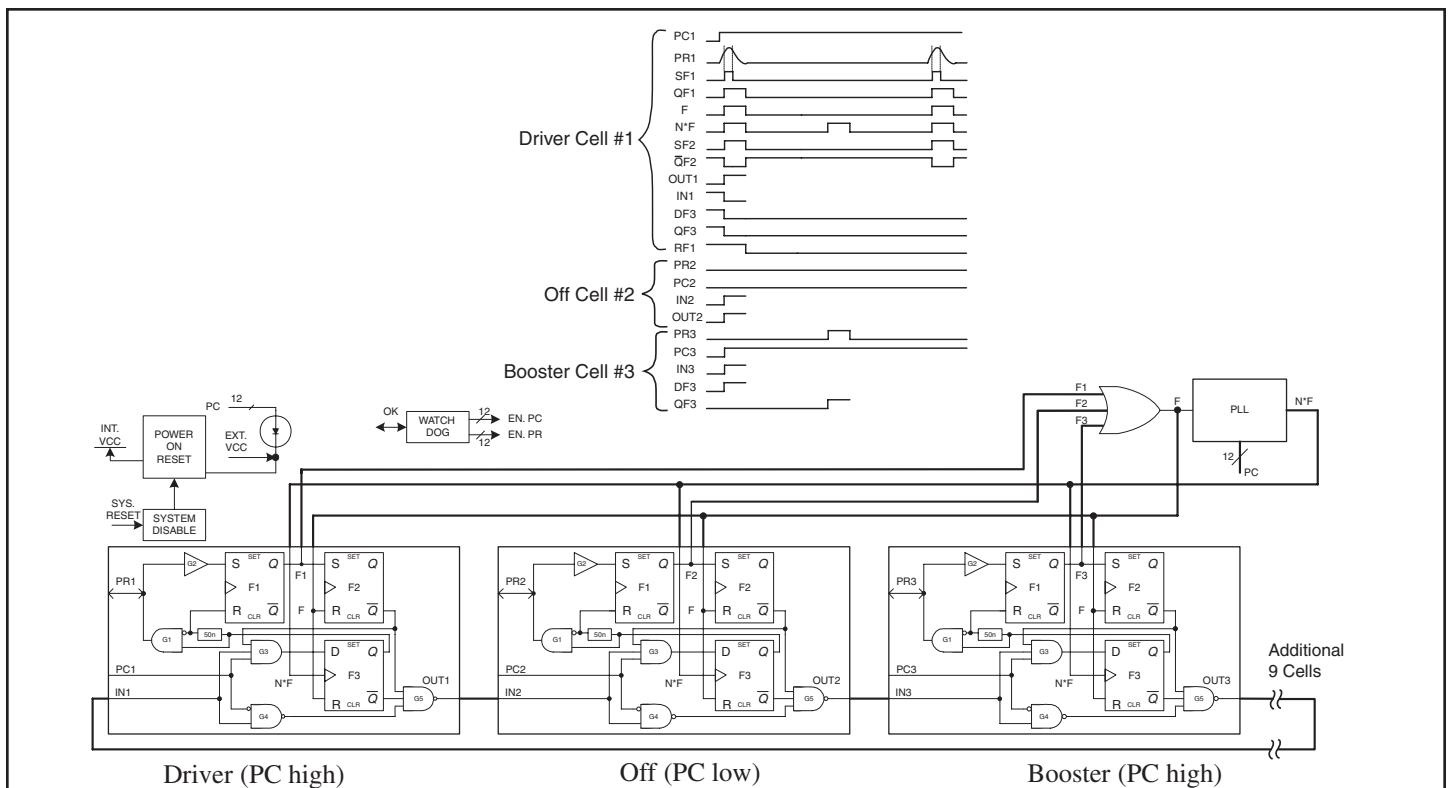 PC1
PR1
SF1
QF1
F
N*F
SF2
Q̅F2
OUT1
IN1
DF3
QF3
RF1
Driver Cell #1
PR2
PC2
IN2
OUT2
Off Cell #2
PR3
PC3
IN3
DF3
QF3
Booster Cell #3
PC 12
INT. VCC
POWER ON RESET
EXT. VCC
SYS. RESET
SYSTEM DISABLE
OK
WATCH DOG
12 EN. PC
12 EN. PR
F1
F2
F3
F
PLL
N*F
12
PC
PR1
G2
S SET Q
F1
R CLR
F1
S SET Q
F2
F
R CLR Q̅
G1
50n
G3
D Q
F3
R CLR Q̅
PC1
IN1
N*F
G4
G5
OUT1
PR2
G2
S SET Q
F1
R CLR
F2
S SET Q
F2
F
R CLR Q̅
G1
50n
G3
D Q
F3
R CLR Q̅
PC2
IN2
N*F
G4
G5
OUT2
PR3
G2
S SET Q
F1
R CLR
F3
S SET Q
F2
F
R CLR Q̅
G1
50n
G3
D Q
F3
R CLR Q̅
PC3
IN3
N*F
G4
G5
OUT3
Additional
9 Cells
Driver (PC high)
Off (PC low)
Booster (PC high)